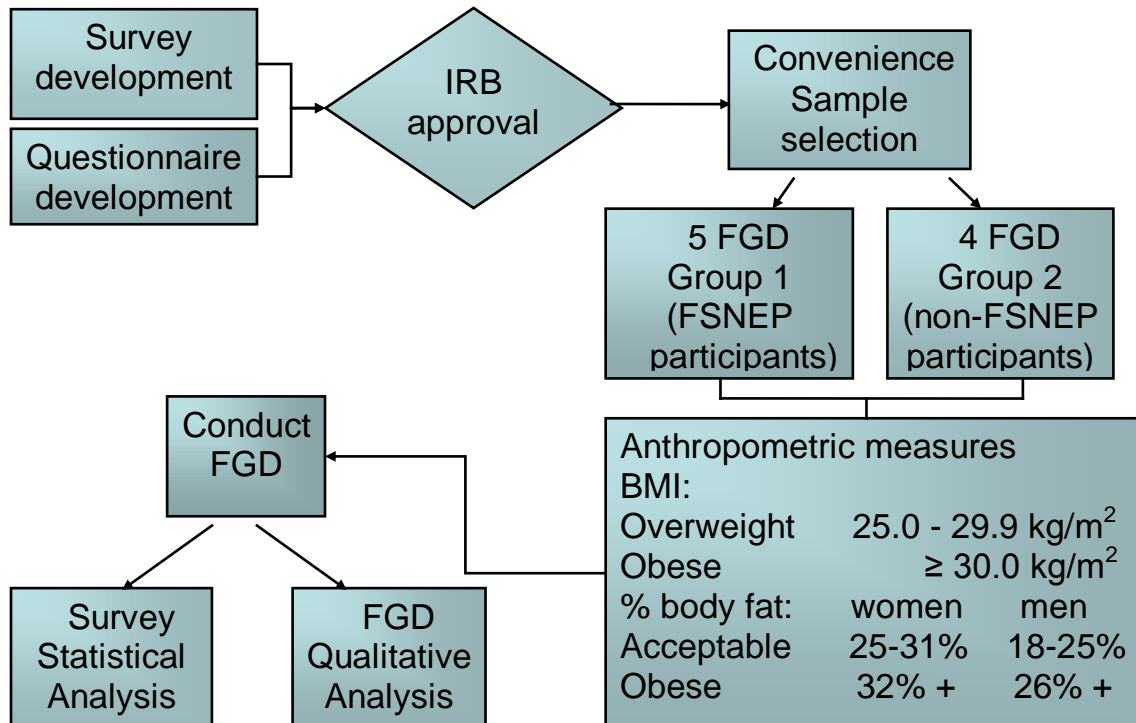 Survey
development
Questionnaire
development
IRB
approval
Convenience
Sample
selection
5 FGD
Group 1
(FSNEP
participants)
4 FGD
Group 2
(non-FSNEP
participants)
Anthropometric measures
BMI:
Overweight 25.0 - 29.9 kg/m²
Obese ≥ 30.0 kg/m²
% body fat: women men
Acceptable 25-31% 18-25%
Obese 32% + 26% +
Conduct
FGD
Survey
Statistical
Analysis
FGD
Qualitative
Analysis